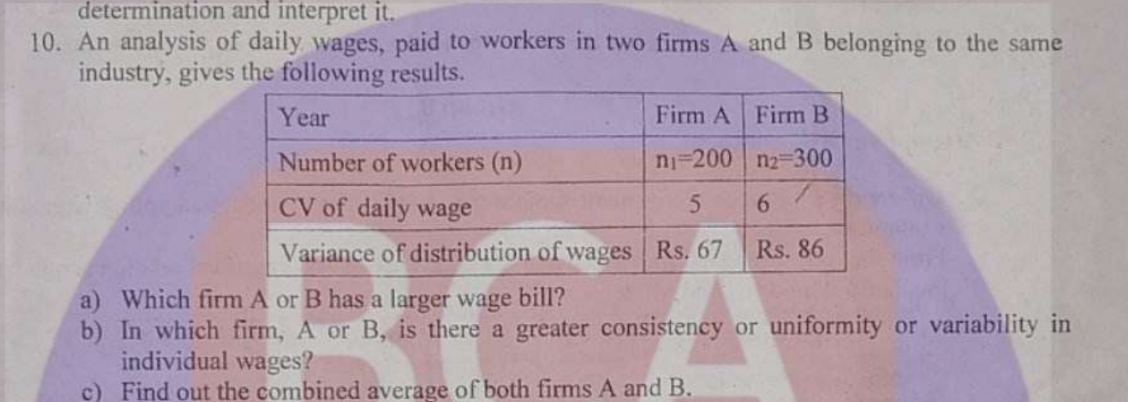 determination and interpret it.
10. An analysis of daily wages, paid to workers in two firms A and B belonging to the same
industry, gives the following results.
Year Firm A Firm B
Number of workers (n) n1=200 n2=300
CV of daily wage 5 6
Variance of distribution of wages Rs. 67 Rs. 86
a) Which firm A or B has a larger wage bill?
b) In which firm, A or B, is there a greater consistency or uniformity or variability in
individual wages?
c) Find out the combined average of both firms A and B.
BCA